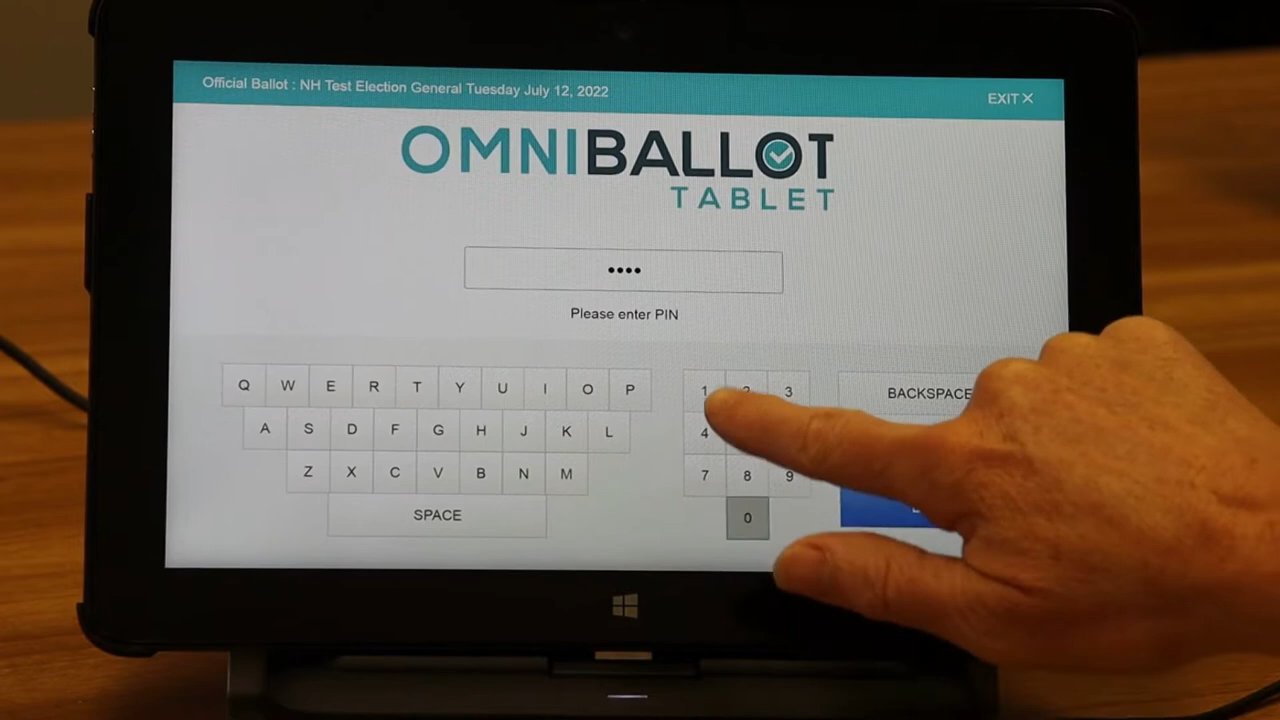 Official Ballot : NH Test Election General Tuesday July 12, 2022
EXIT X
OMNIBALLOT
TABLET
••••
Please enter PIN
Q W E R T Y U I O P
A S D F G H J K L
Z X C V B N M
SPACE
1 2 3
4
7 8 9
0
BACKSPACE